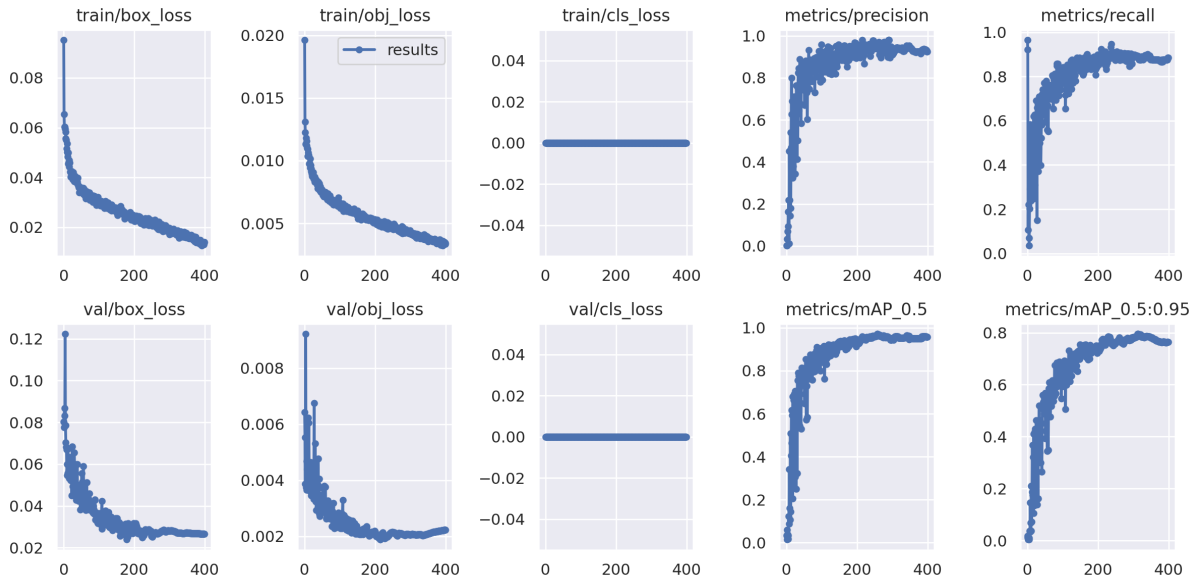 train/box_loss
train/obj_loss
train/cls_loss
metrics/precision
metrics/recall
0.08
0.06
0.04
0.02
0 200 400
0.020
0.015
0.010
0.005
results
0 200 400
0.04
0.02
0.00
−0.02
−0.04
0 200 400
1.0
0.8
0.6
0.4
0.2
0.0
0 200 400
1.0
0.8
0.6
0.4
0.2
0.0
0 200 400
val/box_loss
val/obj_loss
val/cls_loss
metrics/mAP_0.5
metrics/mAP_0.5:0.95
0.12
0.10
0.08
0.06
0.04
0.02
0 200 400
0.008
0.006
0.004
0.002
0 200 400
0.04
0.02
0.00
−0.02
−0.04
0 200 400
1.0
0.8
0.6
0.4
0.2
0.0
0 200 400
0.8
0.6
0.4
0.2
0.0
0 200 400